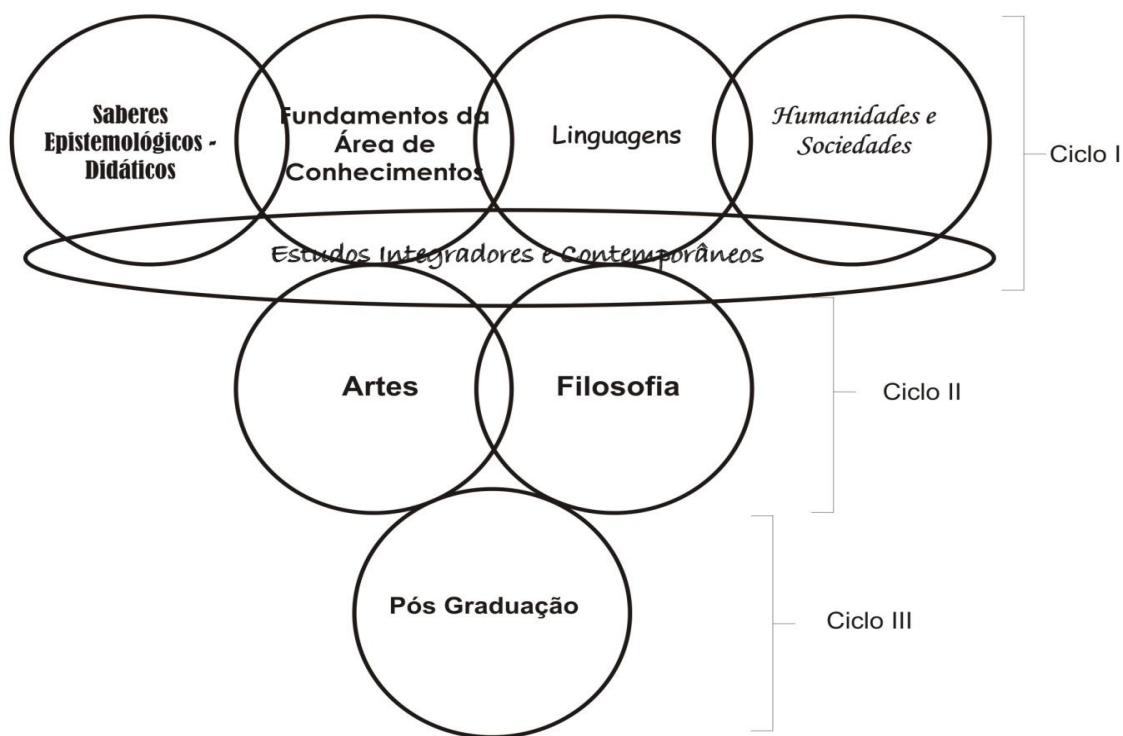 Saberes
Epistemológicos -
Didáticos
Fundamentos da
Área de
Conhecimentos
Linguagens
Humanidades e
Sociedades
Ciclo I
Estudos Integradores e Contemporâneos
Artes
Filosofia
Ciclo II
Pós Graduação
Ciclo III